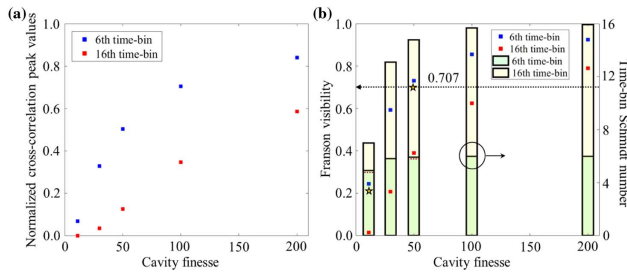 (a)
Normalized cross-correlation peak values
1.0
0.8
0.6
0.4
0.2
0.0
6th time-bin
16th time-bin
0 50 100 150 200
Cavity finesse
(b)
Franson visibility
1.0
0.8
0.6
0.4
0.2
0.0
0.707
6th time-bin
16th time-bin
6th time-bin
16th time-bin
16
12
8
4
0
Time-bin Schmidt number
0 50 100 150 200
Cavity finesse